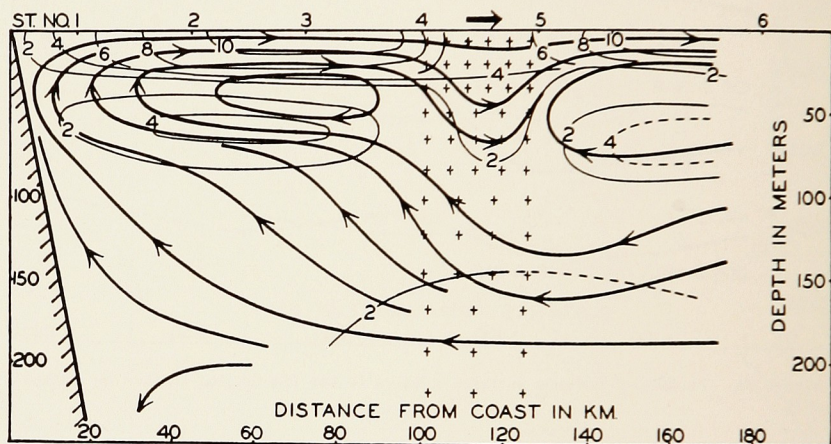 ST. NO. 1 2 3 4 5 6
2 4 6 8 10 6 8 10
4 2
2 4 2 4 50 50
2
DEPTH IN METERS
100 100
150 150
2
200 200
DISTANCE FROM COAST IN KM.
20 40 60 80 100 120 140 160 180